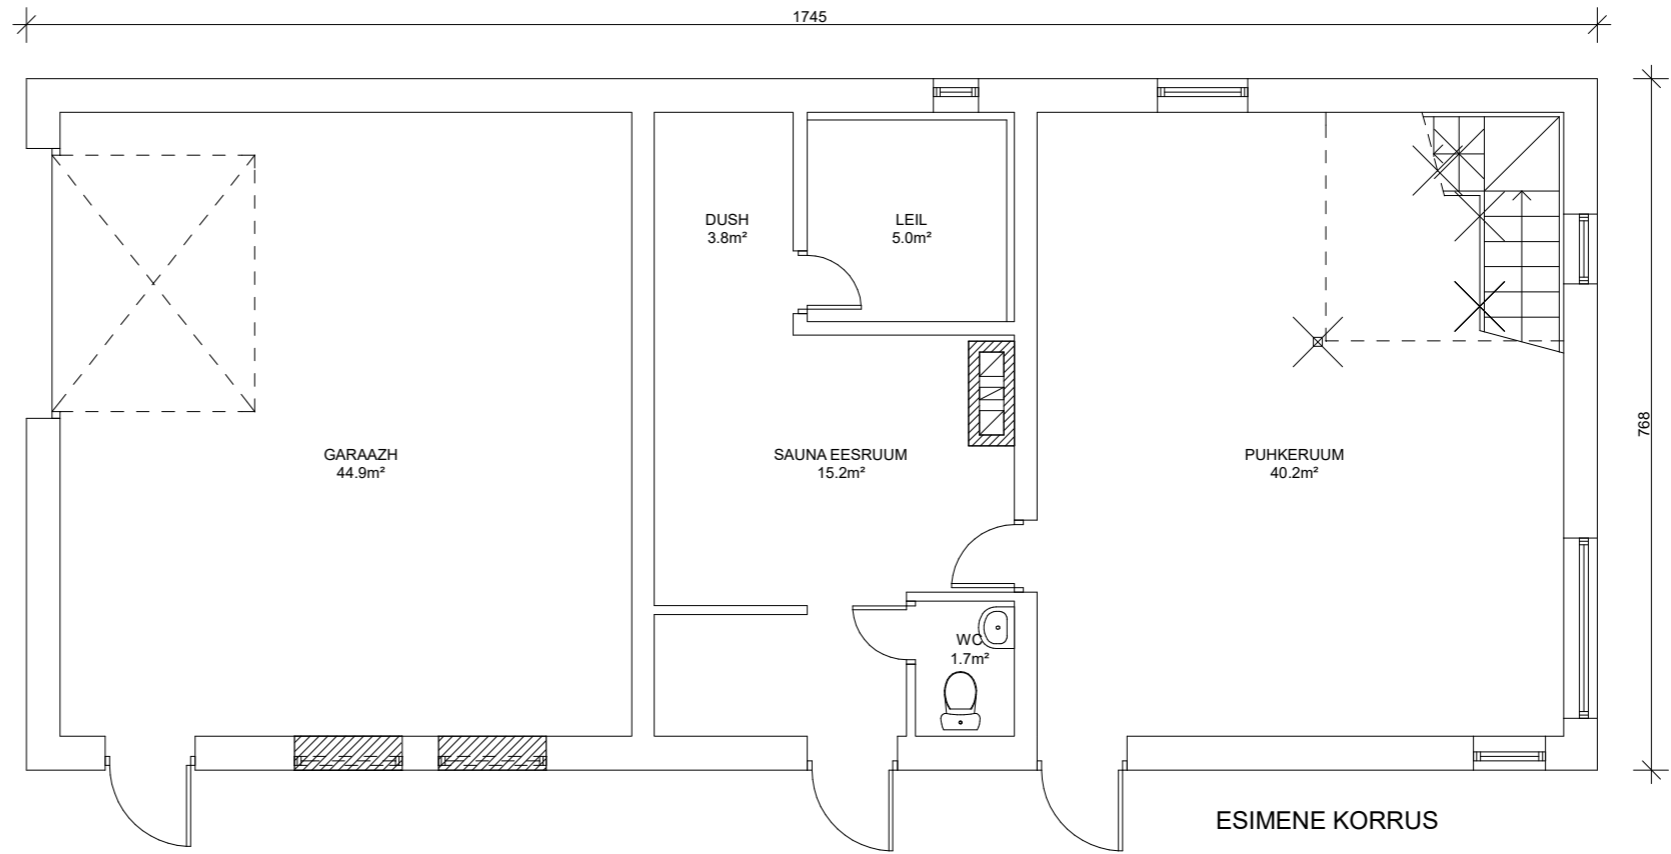 1745
DUSH
3.8m²
LEIL
5.0m²
768
GARAAZH
44.9m²
SAUNA EESRUUM
15.2m²
PUHKERUUM
40.2m²
WC
1.7m²
ESIMENE KORRUS